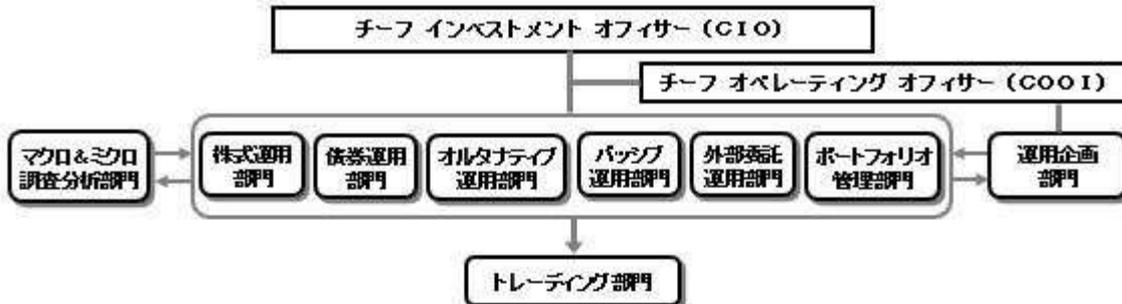 チーフ インベストメント オフィサー (CIO)
チーフ オペレーティング オフィサー (COOI)
マクロ&ミクロ
調査分析部門
株式運用
部門
債券運用
部門
オルタナティブ
運用部門
パッシブ
運用部門
外部委託
運用部門
ポートフォリオ
管理部門
運用企画
部門
トレーディング部門